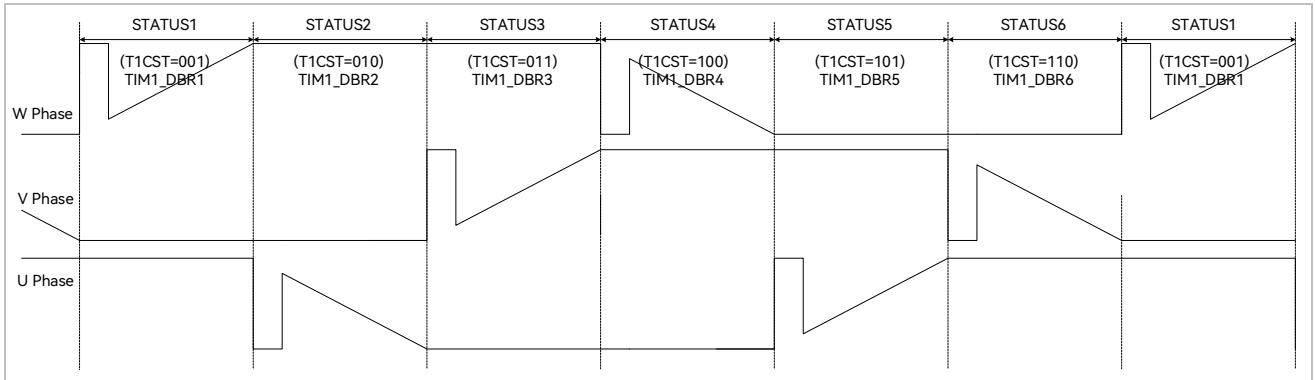 STATUS1 STATUS2 STATUS3 STATUS4 STATUS5 STATUS6 STATUS1
(T1CST=001) (T1CST=010) (T1CST=011) (T1CST=100) (T1CST=101) (T1CST=110) (T1CST=001)
TIM1_DBR1 TIM1_DBR2 TIM1_DBR3 TIM1_DBR4 TIM1_DBR5 TIM1_DBR6 TIM1_DBR1
W Phase
V Phase
U Phase